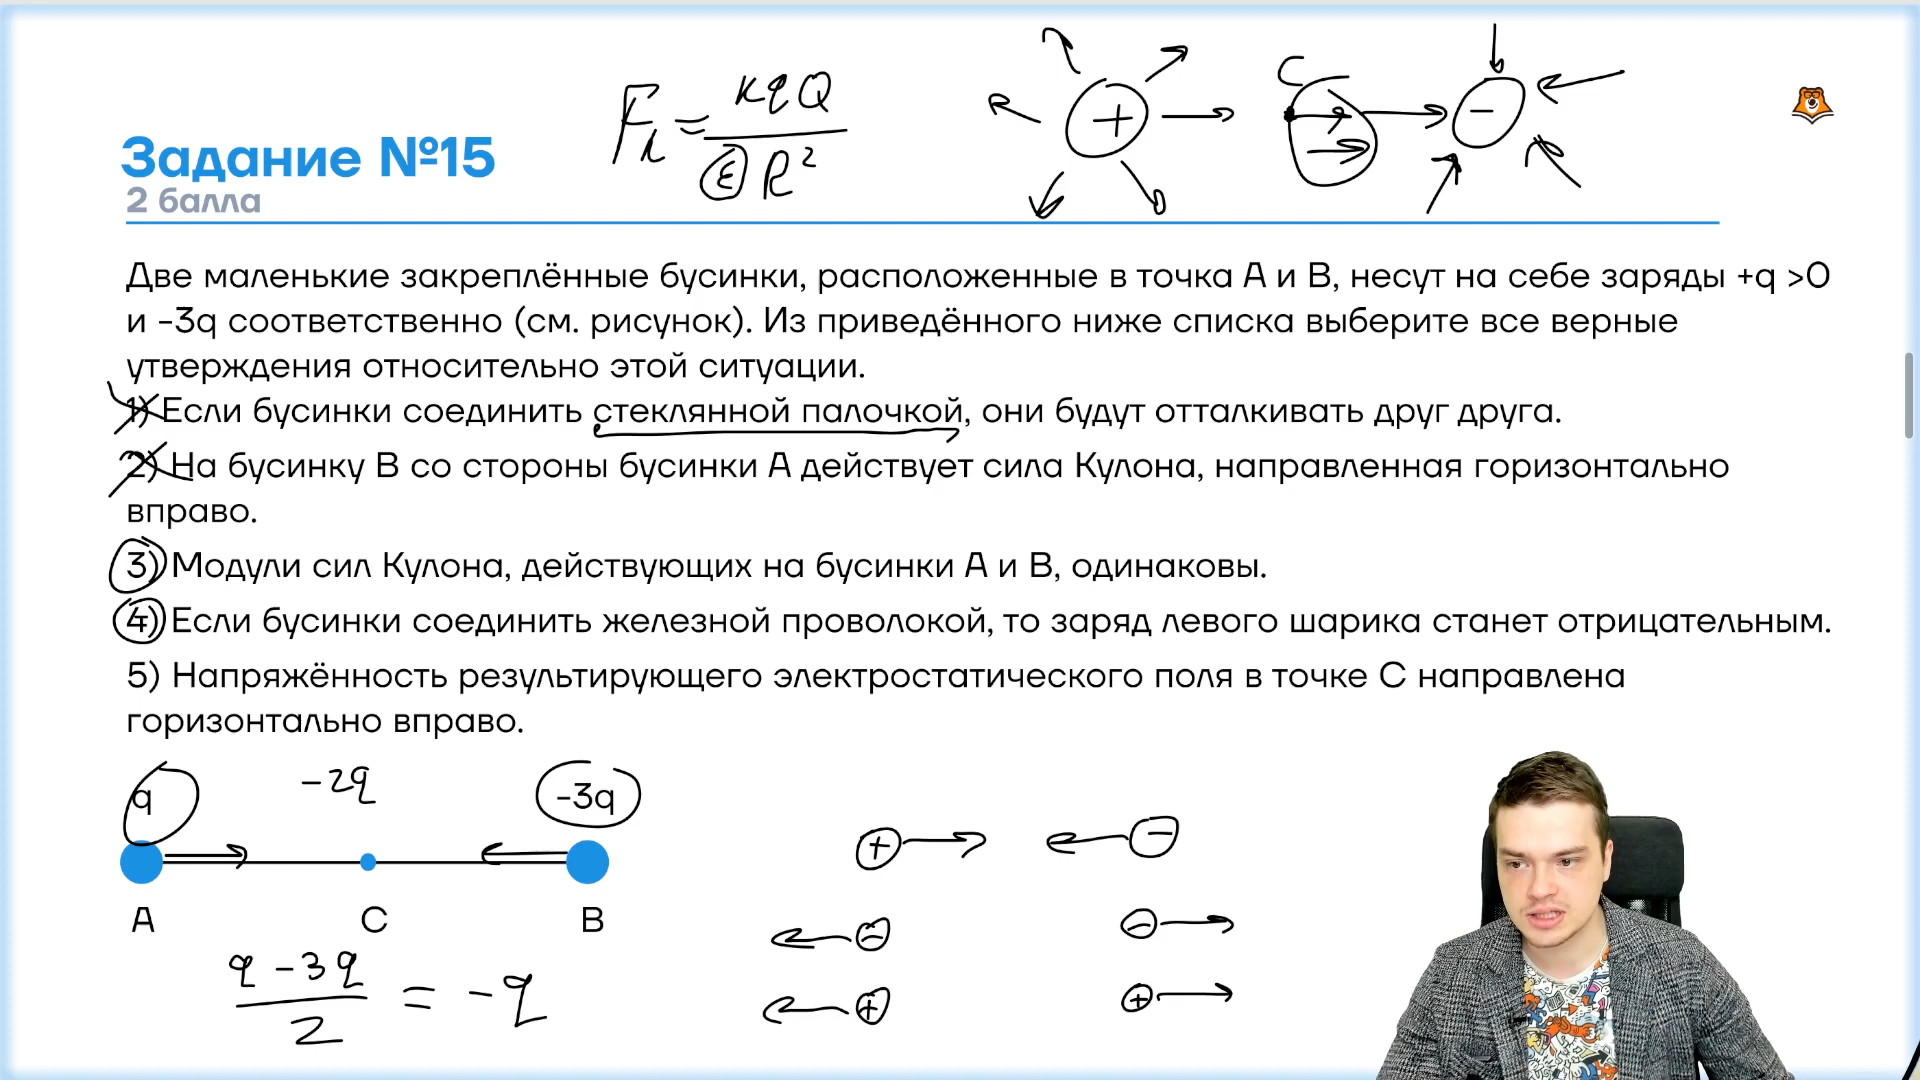 Fк = kqQ / εR²
+ C -
Задание №15
2 балла
Две маленькие закреплённые бусинки, расположенные в точка А и В, несут на себе заряды +q >0
и -3q соответственно (см. рисунок). Из приведённого ниже списка выберите все верные
утверждения относительно этой ситуации.
1) Если бусинки соединить стеклянной палочкой, они будут отталкивать друг друга.
2) На бусинку В со стороны бусинки А действует сила Кулона, направленная горизонтально
вправо.
3) Модули сил Кулона, действующих на бусинки А и В, одинаковы.
4) Если бусинки соединить железной проволокой, то заряд левого шарика станет отрицательным.
5) Напряжённость результирующего электростатического поля в точке С направлена
горизонтально вправо.
q -2q -3q
+ -
А С В
- -
q - 3q / 2 = -q
+ +